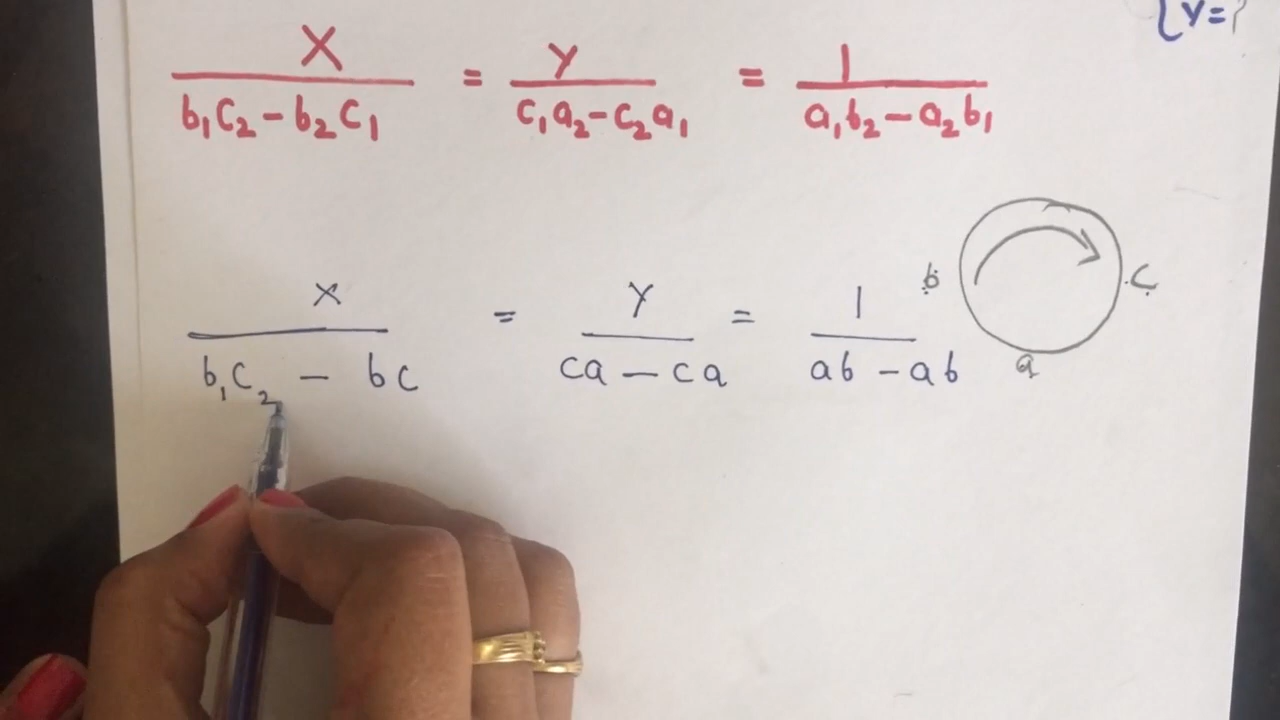 { y = ?
x = y = 1
b₁c₂ - b₂c₁ c₁a₂ - c₂a₁ a₁b₂ - a₂b₁
x = y = 1
b c
b₁c₂ - bc ca - ca ab - ab
a